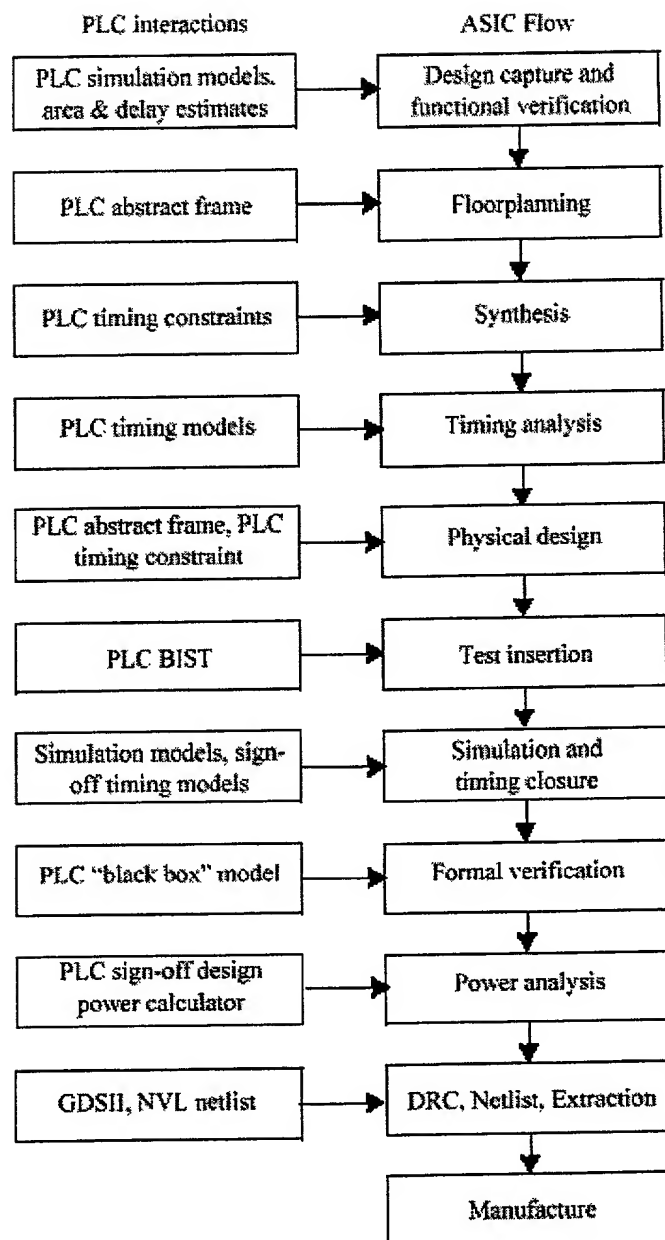 PLC interactions
ASIC Flow
PLC simulation models,
area & delay estimates
Design capture and
functional verification
PLC abstract frame
Floorplanning
PLC timing constraints
Synthesis
PLC timing models
Timing analysis
PLC abstract frame, PLC
timing constraint
Physical design
PLC BIST
Test insertion
Simulation models, sign-
off timing models
Simulation and
timing closure
PLC “black box” model
Formal verification
PLC sign-off design
power calculator
Power analysis
GDSII, NVL netlist
DRC, Netlist, Extraction
Manufacture